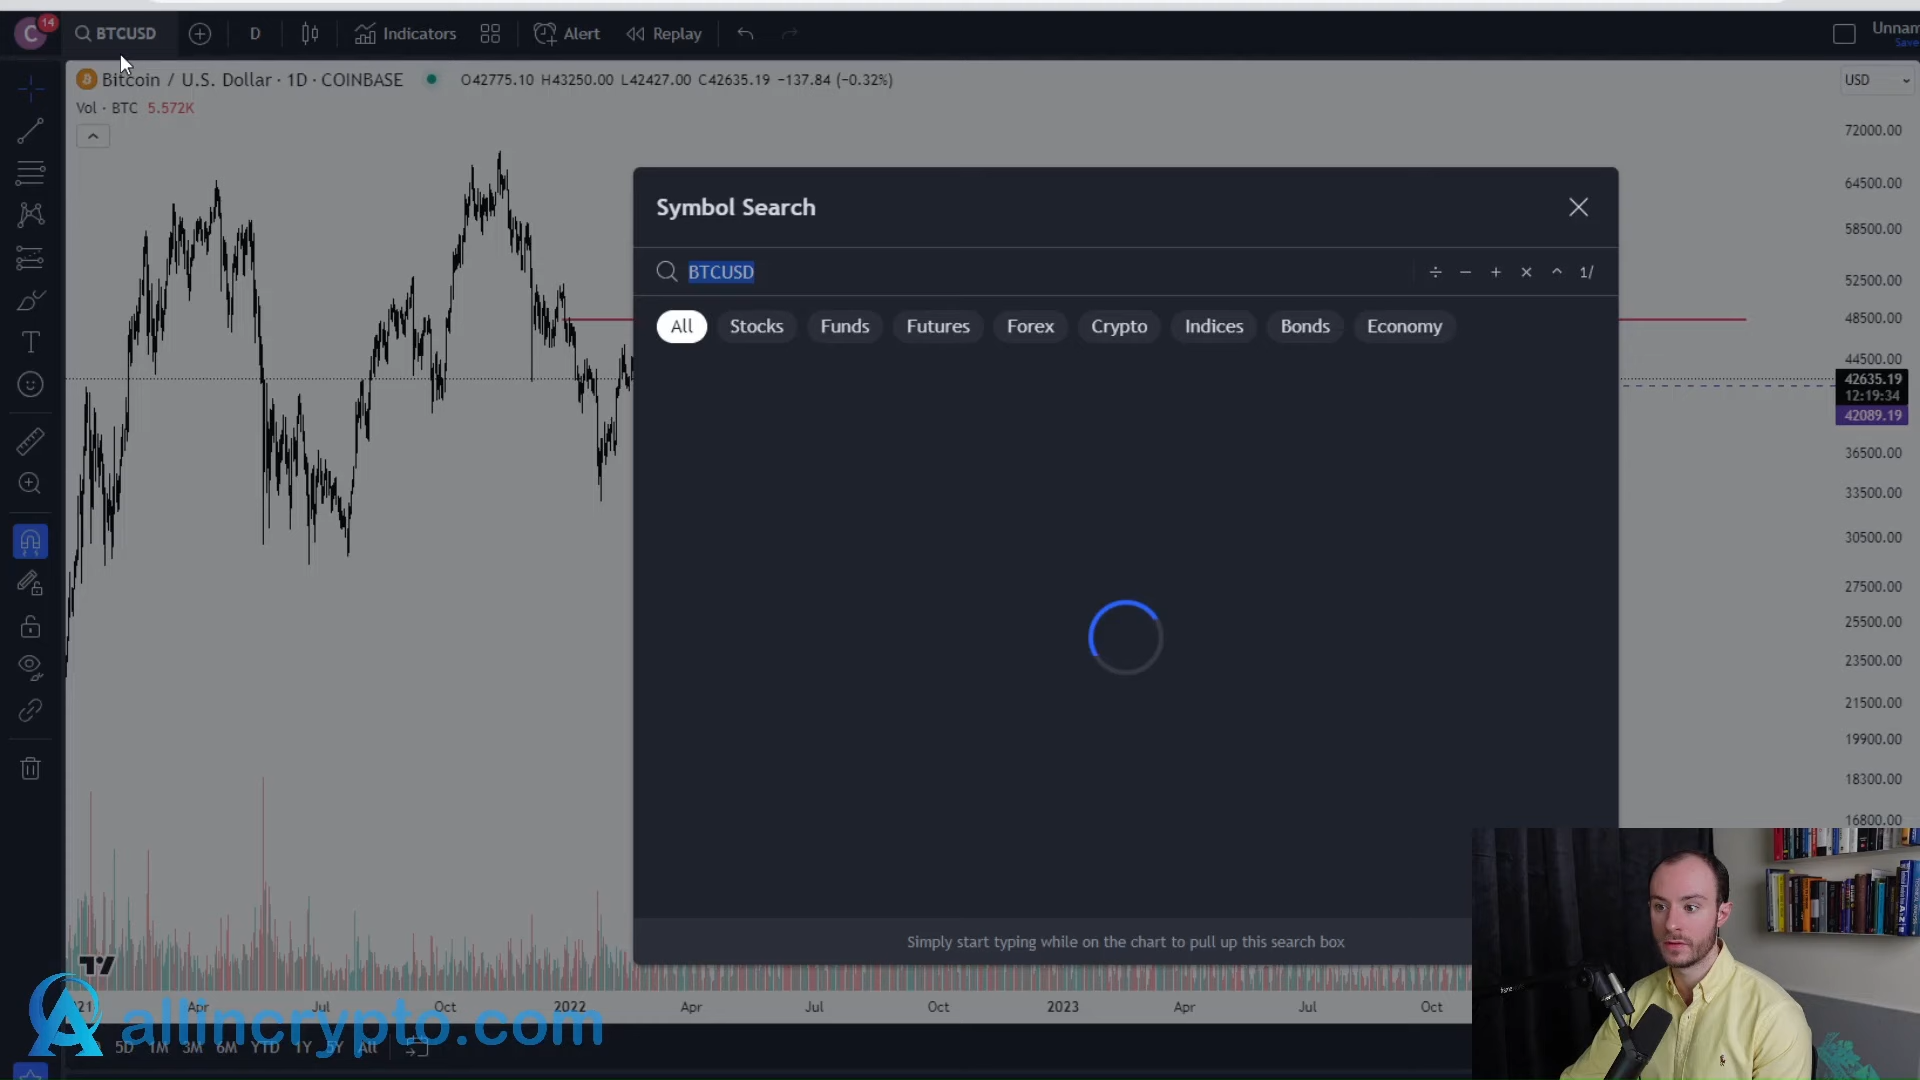 C 14 BTCUSD D Indicators Alert Replay Unnam
Save
Bitcoin / U.S. Dollar · 1D · COINBASE O42775.10 H43250.00 L42427.00 C42635.19 −137.84 (−0.32%) USD
Vol · BTC 5.572K
72000.00
Symbol Search
64500.00
58500.00
BTCUSD ÷ − + × ^ 1/
52500.00
All Stocks Funds Futures Forex Crypto Indices Bonds Economy
48500.00
44500.00
42635.19
12:19:34
42089.19
36500.00
33500.00
30500.00
27500.00
25500.00
23500.00
21500.00
19900.00
18300.00
16800.00
Simply start typing while on the chart to pull up this search box
Apr Jul Oct 2022 Apr Jul Oct 2023 Apr Jul Oct
allincrypto.com
5D 1M 3M 6M YTD 1Y 5Y All